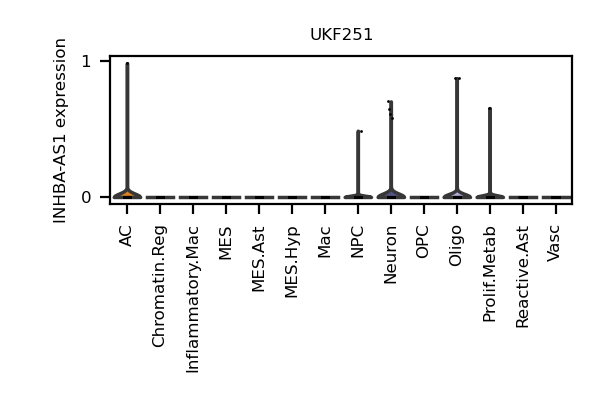 UKF251
INHBA-AS1 expression
1
0
AC
Chromatin.Reg
Inflammatory.Mac
MES
MES.Ast
MES.Hyp
Mac
NPC
Neuron
OPC
Oligo
Prolif.Metab
Reactive.Ast
Vasc